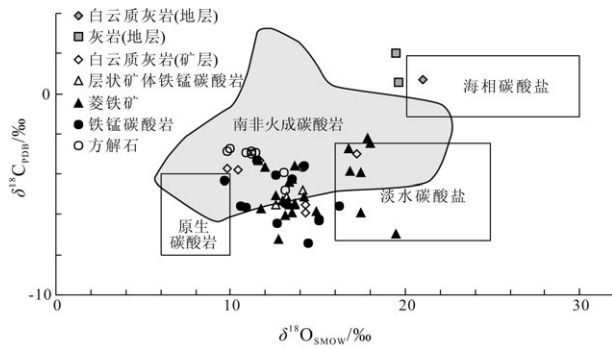 白云质灰岩(地层)
灰岩(地层)
白云质灰岩(矿层)
层状矿体铁锰碳酸岩
菱铁矿
铁锰碳酸岩
方解石
海相碳酸盐
南非火成碳酸岩
淡水碳酸盐
原生
碳酸岩
δ¹⁸C_PDB/‰
0
-10
0
10
20
30
δ¹⁸O_SMOW/‰